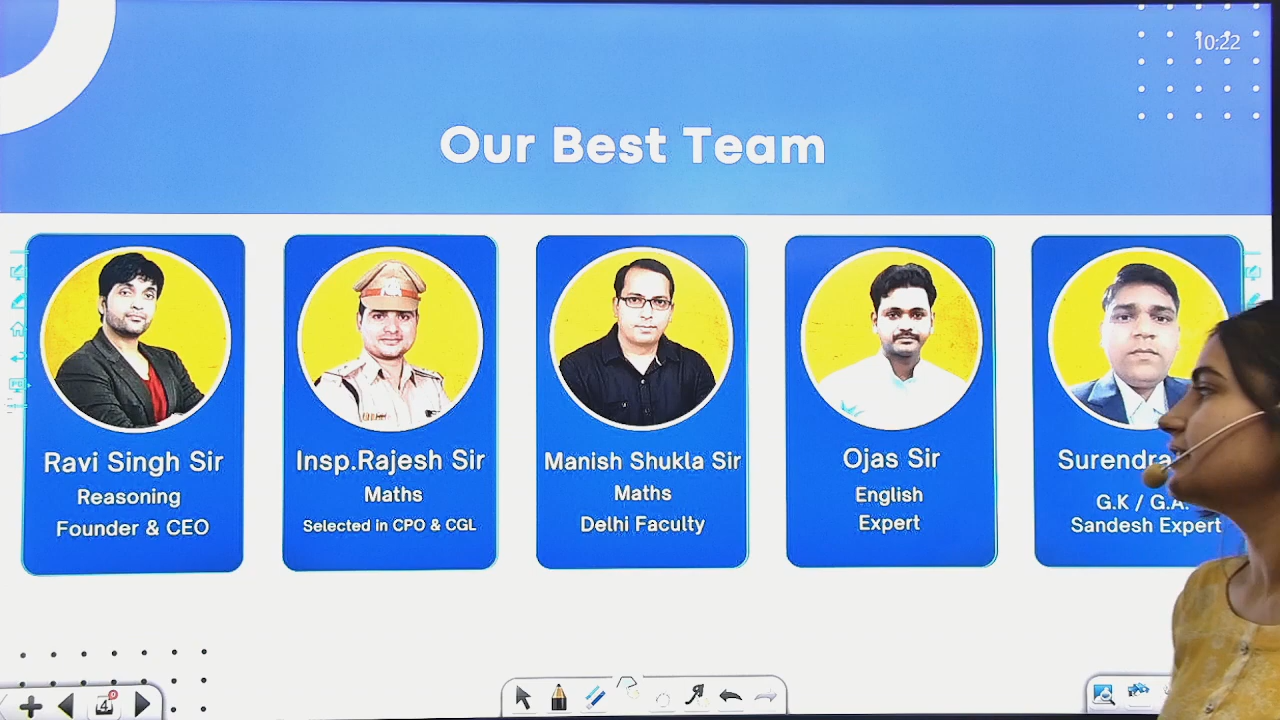 10:22
Our Best Team
Ravi Singh Sir
Reasoning
Founder & CEO
Insp.Rajesh Sir
Maths
Selected in CPO & CGL
Manish Shukla Sir
Maths
Delhi Faculty
Ojas Sir
English
Expert
Surendra
G.K / G.A.
Sandesh Expert
4